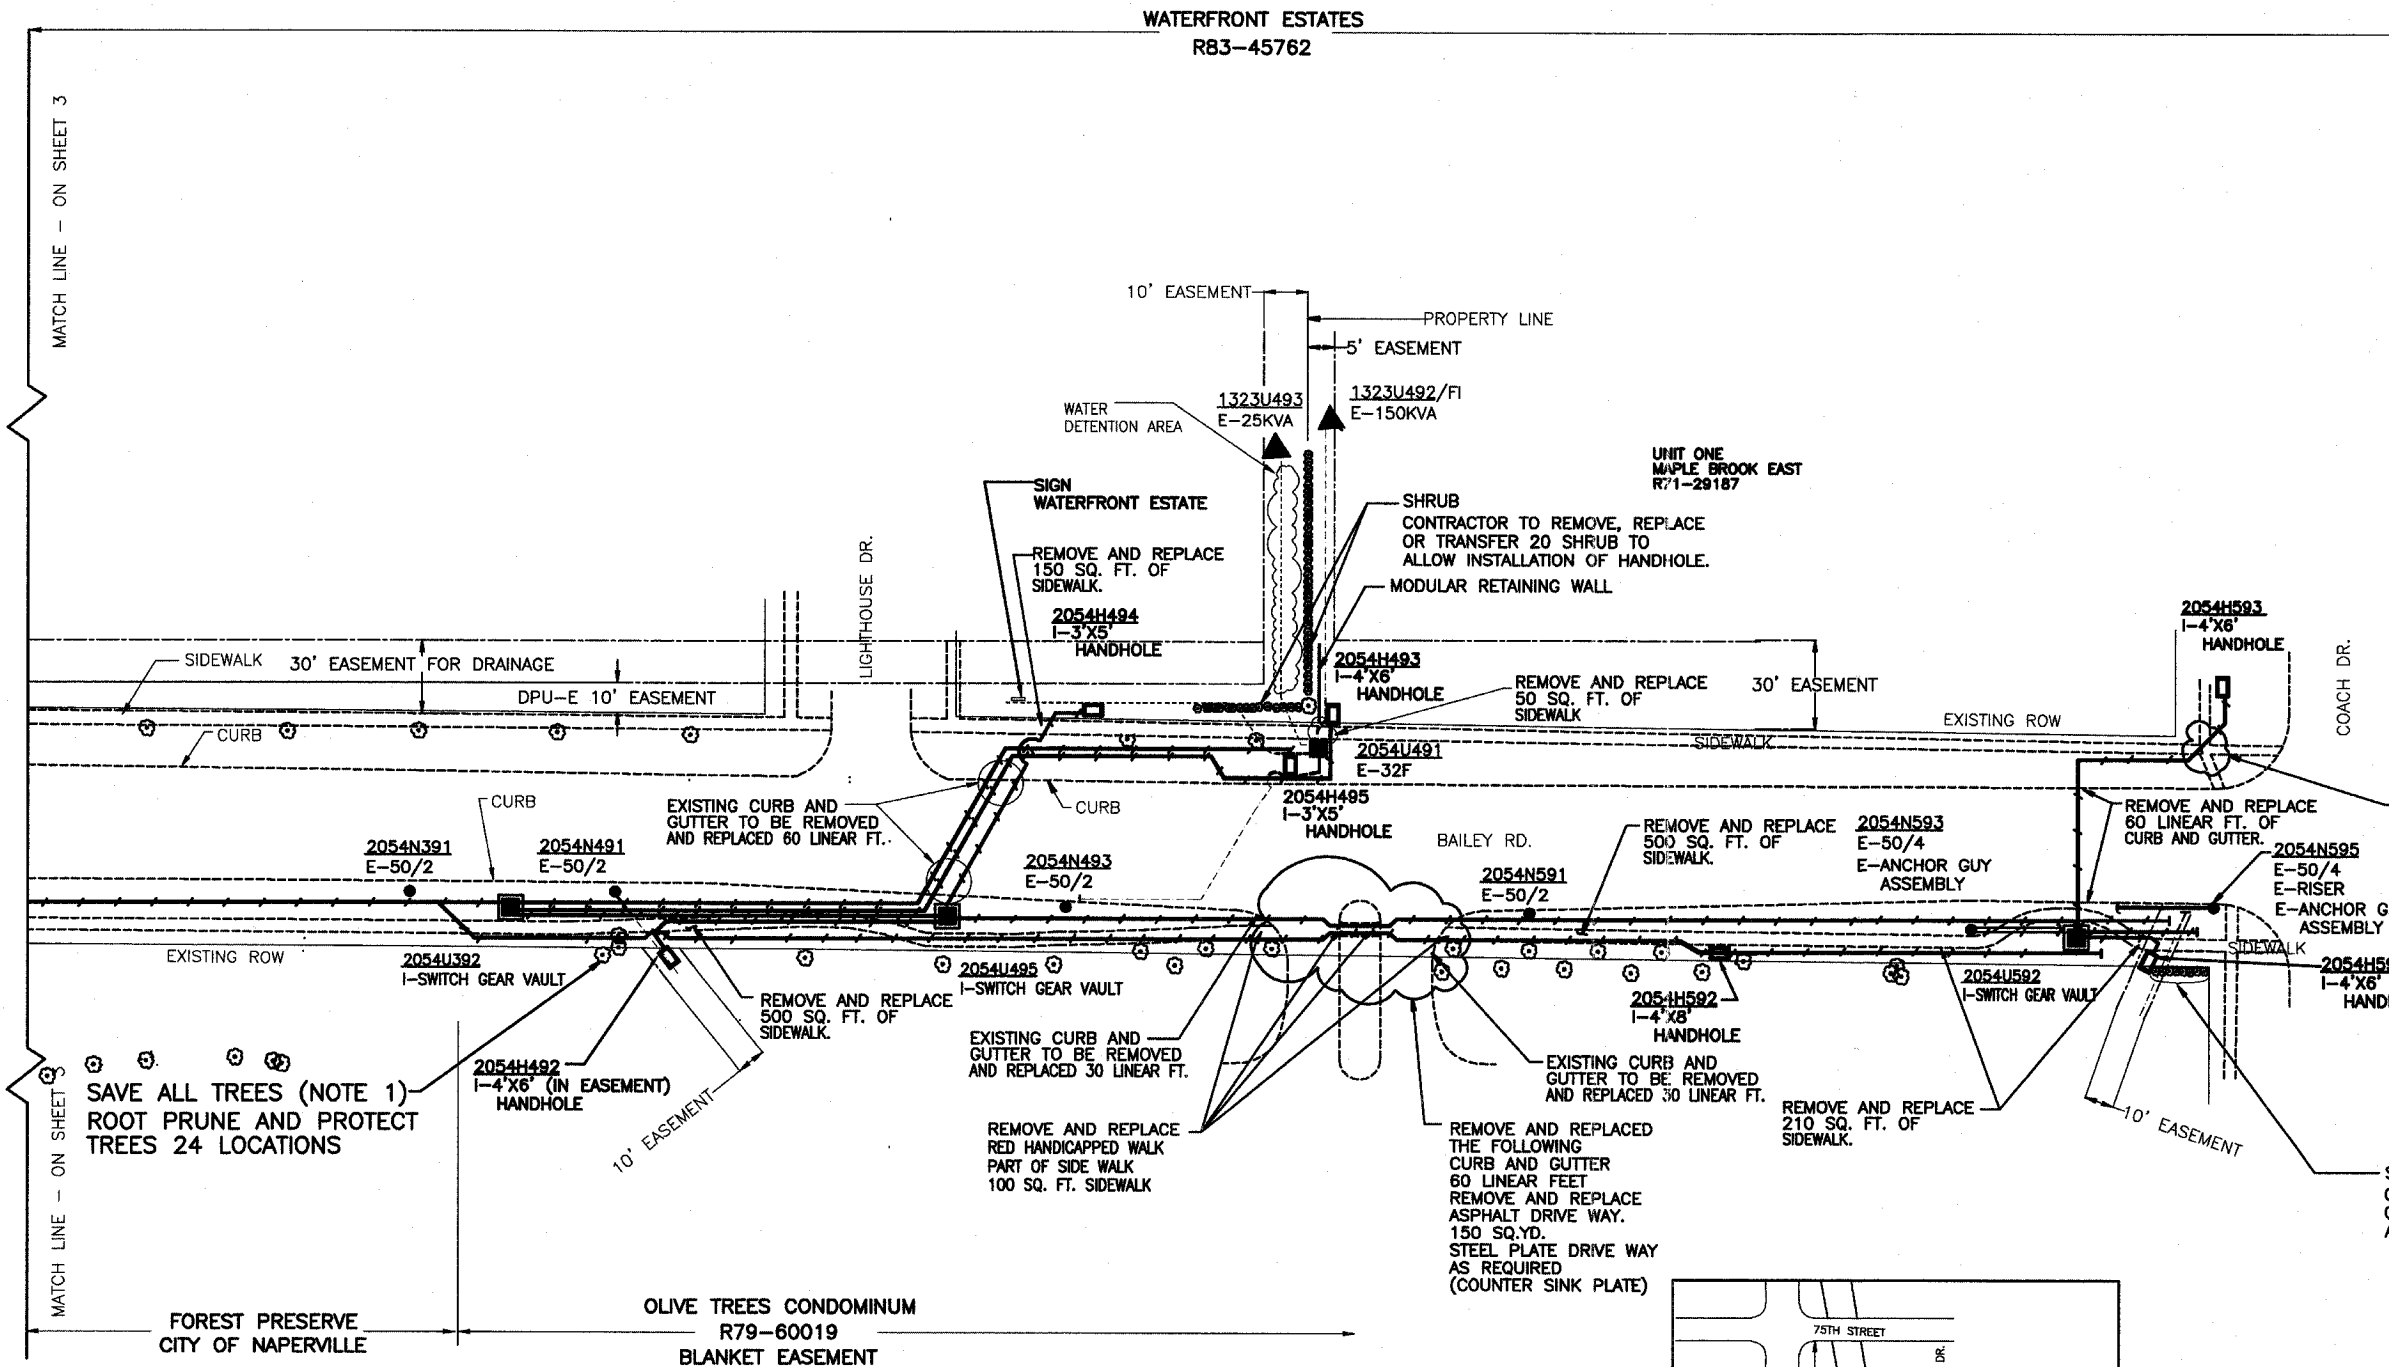 WATERFRONT ESTATES
R83-45762
MATCH LINE - ON SHEET 3
10' EASEMENT
PROPERTY LINE
5' EASEMENT
1323U493
E-25KVA
1323U492/FI
E-150KVA
WATER
DETENTION AREA
UNIT ONE
MAPLE BROOK EAST
R71-29187
SIGN
WATERFRONT ESTATE
SHRUB
CONTRACTOR TO REMOVE, REPLACE
OR TRANSFER 20 SHRUB TO
ALLOW INSTALLATION OF HANDHOLE.
MODULAR RETAINING WALL
REMOVE AND REPLACE
150 SQ. FT. OF
SIDEWALK.
LIGHTHOUSE DR.
2054H494
I-3'X5'
HANDHOLE
2054H593
I-4'X6'
HANDHOLE
COACH DR.
SIDEWALK
30' EASEMENT FOR DRAINAGE
DPU-E 10' EASEMENT
2054H493
I-4'X6'
HANDHOLE
REMOVE AND REPLACE
50 SQ. FT. OF
SIDEWALK
30' EASEMENT
EXISTING ROW
CURB
SIDEWALK
2054U491
E-32F
CURB
EXISTING CURB AND
GUTTER TO BE REMOVED
AND REPLACED 60 LINEAR FT.
CURB
2054H495
I-3'X5'
HANDHOLE
BAILEY RD.
REMOVE AND REPLACE
500 SQ. FT. OF
SIDEWALK.
2054N593
E-50/4
E-ANCHOR GUY
ASSEMBLY
REMOVE AND REPLACE
60 LINEAR FT. OF
CURB AND GUTTER.
2054N595
E-50/4
E-RISER
E-ANCHOR G
ASSEMBLY
2054N391
E-50/2
2054N491
E-50/2
2054N493
E-50/2
2054N591
E-50/2
EXISTING ROW
2054U392
I-SWITCH GEAR VAULT
2054U495
I-SWITCH GEAR VAULT
SIDEWALK
2054U592
I-SWITCH GEAR VAULT
2054H59
I-4'X6'
HAND
REMOVE AND REPLACE
500 SQ. FT. OF
SIDEWALK.
2054H592
I-4'X8'
HANDHOLE
EXISTING CURB AND
GUTTER TO BE REMOVED
AND REPLACED 30 LINEAR FT.
EXISTING CURB AND
GUTTER TO BE REMOVED
AND REPLACED 30 LINEAR FT.
2054H492
I-4'X6' (IN EASEMENT)
HANDHOLE
SAVE ALL TREES (NOTE 1)
ROOT PRUNE AND PROTECT
TREES 24 LOCATIONS
10' EASEMENT
REMOVE AND REPLACE
RED HANDICAPPED WALK
PART OF SIDE WALK
100 SQ. FT. SIDEWALK
REMOVE AND REPLACED
THE FOLLOWING
CURB AND GUTTER
60 LINEAR FEET
REMOVE AND REPLACE
ASPHALT DRIVE WAY.
150 SQ.YD.
STEEL PLATE DRIVE WAY
AS REQUIRED
(COUNTER SINK PLATE)
REMOVE AND REPLACE
210 SQ. FT. OF
SIDEWALK.
10' EASEMENT
MATCH LINE - ON SHEET 3
FOREST PRESERVE
CITY OF NAPERVILLE
OLIVE TREES CONDOMINUM
R79-60019
BLANKET EASEMENT
75TH STREET
DR.